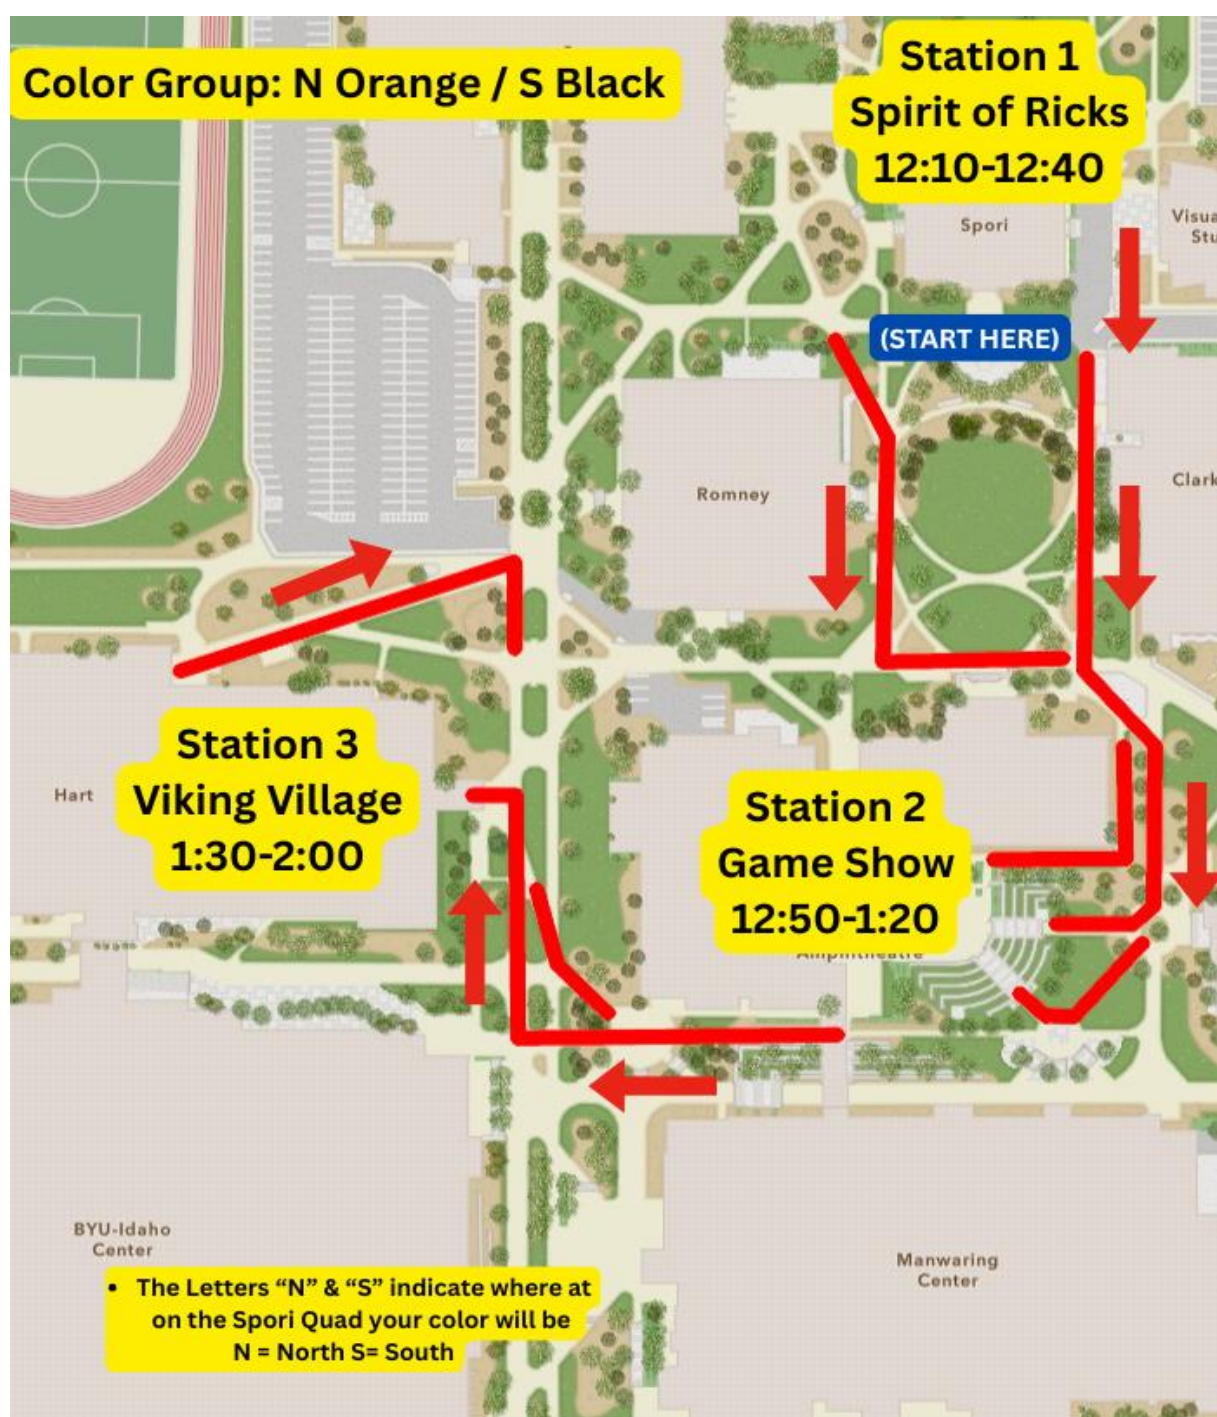 Color Group: N Orange / S Black
Station 1
Spirit of Ricks
12:10-12:40
Spori
Visua
Stu
(START HERE)
Romney
Clark
Station 3
Viking Village
1:30-2:00
Hart
Station 2
Game Show
12:50-1:20
Amphitheatre
BYU-Idaho
Center
Manwaring
Center
• The Letters “N” & “S” indicate where at
on the Spori Quad your color will be
N = North S= South